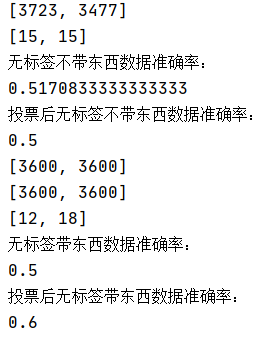 [3723, 3477]
[15, 15]
无标签不带东西数据准确率：
0.5170833333333333
投票后无标签不带东西数据准确率：
0.5
[3600, 3600]
[3600, 3600]
[12, 18]
无标签带东西数据准确率：
0.5
投票后无标签带东西数据准确率：
0.6